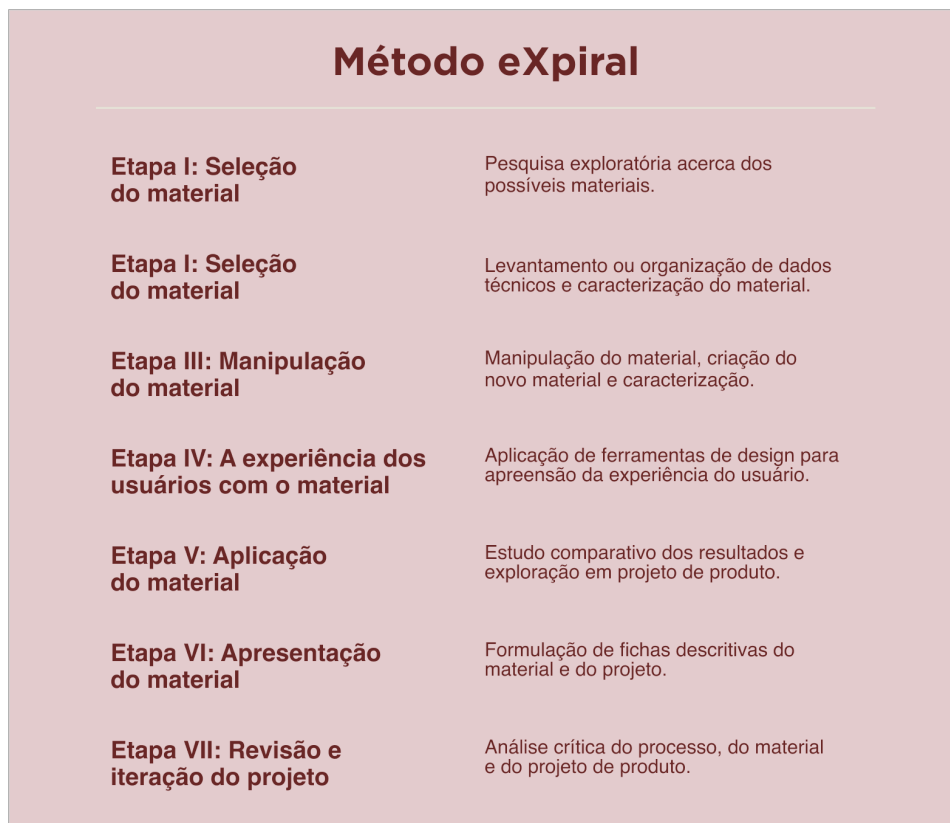 Método eXpiral
Etapa I: Seleção
do material
Pesquisa exploratória acerca dos
possíveis materiais.
Etapa I: Seleção
do material
Levantamento ou organização de dados
técnicos e caracterização do material.
Etapa III: Manipulação
do material
Manipulação do material, criação do
novo material e caracterização.
Etapa IV: A experiência dos
usuários com o material
Aplicação de ferramentas de design para
apreensão da experiência do usuário.
Etapa V: Aplicação
do material
Estudo comparativo dos resultados e
exploração em projeto de produto.
Etapa VI: Apresentação
do material
Formulação de fichas descritivas do
material e do projeto.
Etapa VII: Revisão e
iteração do projeto
Análise crítica do processo, do material
e do projeto de produto.